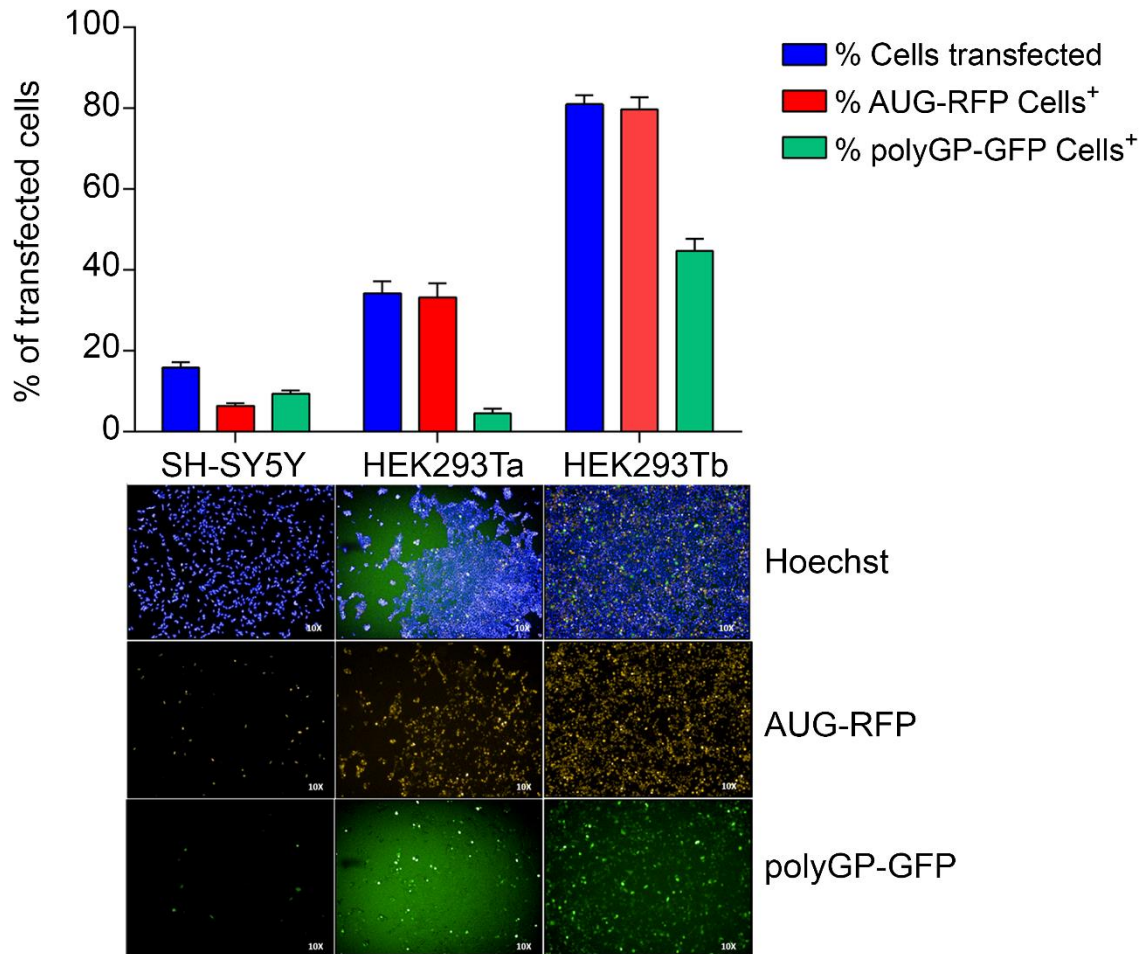 100
80
60
40
20
0
% of transfected cells
% Cells transfected
% AUG-RFP Cells⁺
% polyGP-GFP Cells⁺
SH-SY5Y HEK293Ta HEK293Tb
10X 10X 10X
Hoechst
10X 10X 10X
AUG-RFP
10X 10X 10X
polyGP-GFP